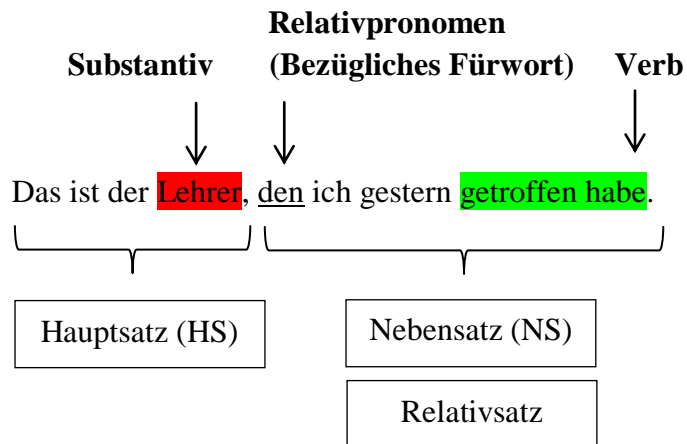 Relativpronomen
Substantiv (Bezügliches Fürwort) Verb
Das ist der Lehrer, den ich gestern getroffen habe.
Hauptsatz (HS) Nebensatz (NS)
Relativsatz